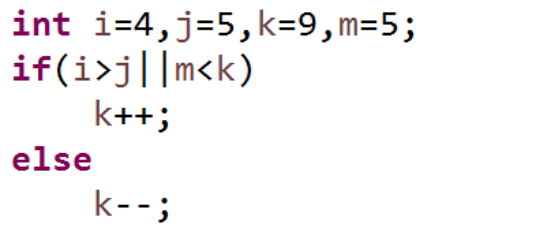 int i=4,j=5,k=9,m=5;
if(i>j||m<k)
    k++;
else
    k--;